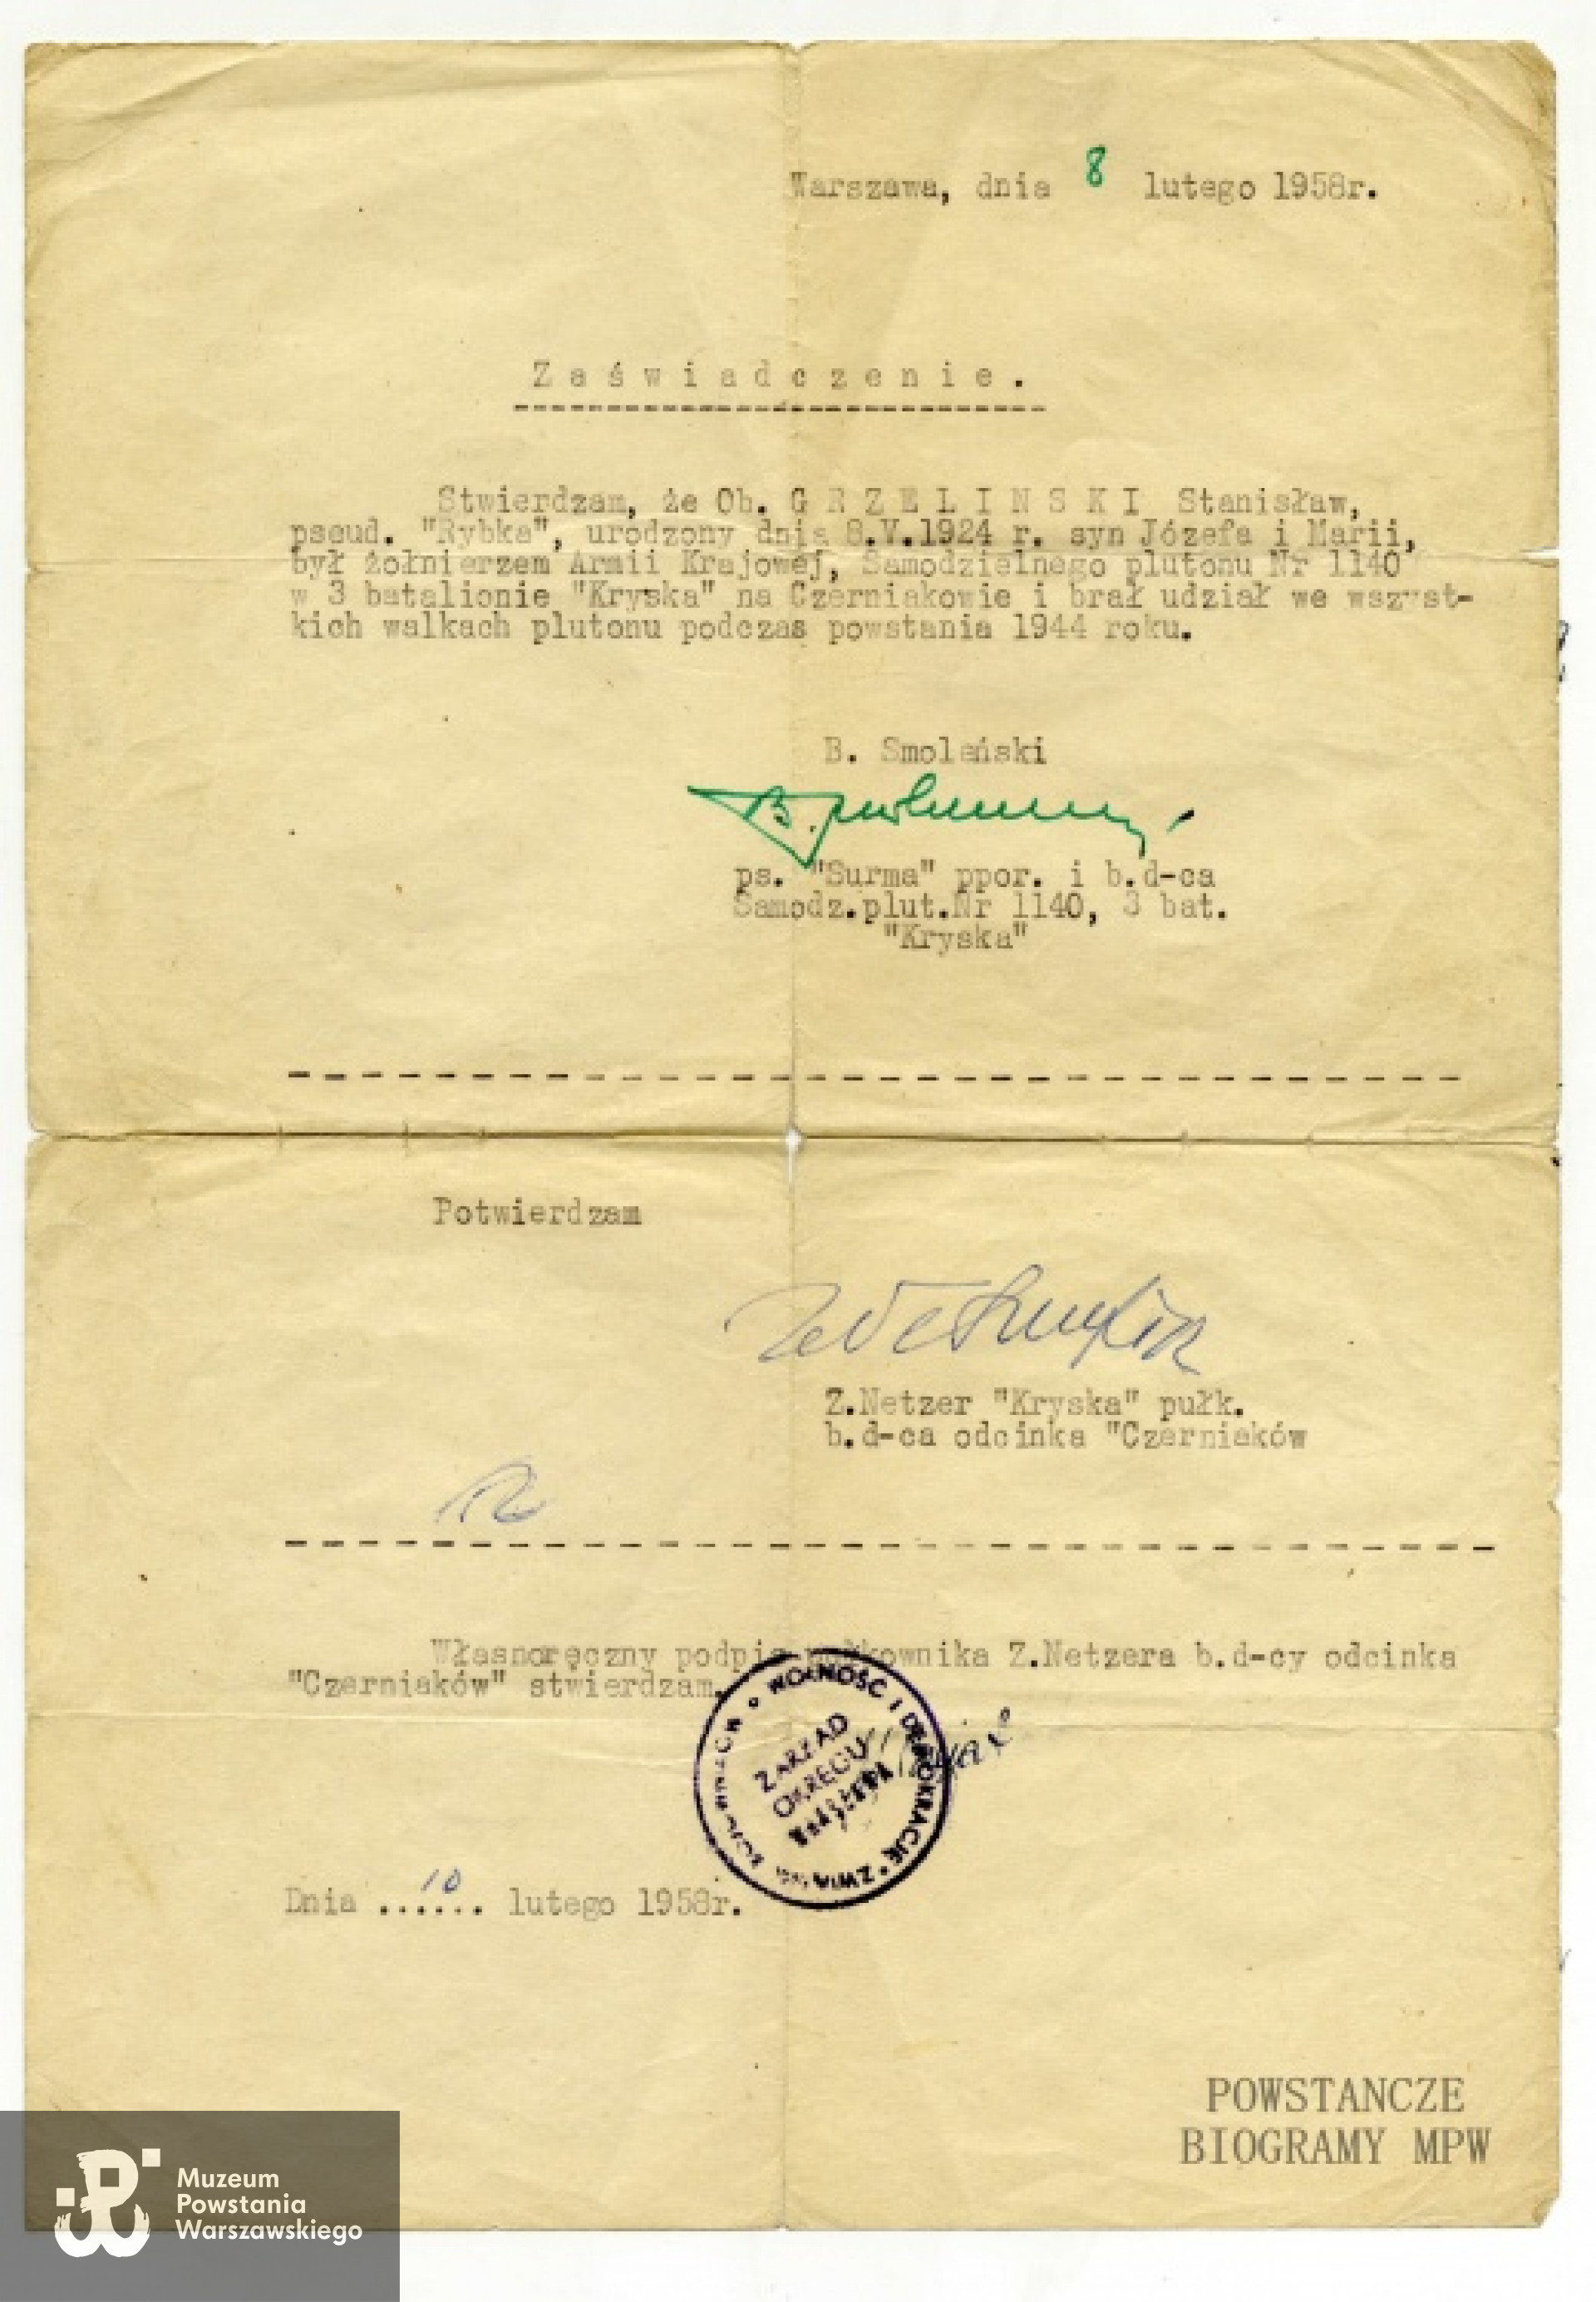 Warszawa, dnia 8 lutego 1958r.
Zaświadczenie.
Stwierdzam, że Ob. GRZELINSKI Stanisław,
pseud. "Rybka", urodzony dnia 8.V.1924 r. syn Józefa i Marii,
był żołnierzem Armii Krajowej, Samodzielnego plutonu Nr 1140
w 3 batalionie "Kryska" na Czerniakowie i brał udział we wszyst-
kich walkach plutonu podczas powstania 1944 roku.
B. Smoleński
ps. "Surma" ppor. i b.d-ca
Samodz.plut.Nr 1140, 3 bat.
"Kryska"
Potwierdzam
Z.Netzer "Kryska" pułk.
b.d-ca odcinka "Czerniaków
Własnoręczny podpis pułkownika Z.Netzera b.d-cy odcinka
"Czerniaków" stwierdzam.
WOLNOŚĆ I DEMOKRACJĘ
ZARZĄD
OKRĘGU
Dnia ..10.. lutego 1958r.
POWSTANCZE
BIOGRAMY MPW
Muzeum
Powstania
Warszawskiego